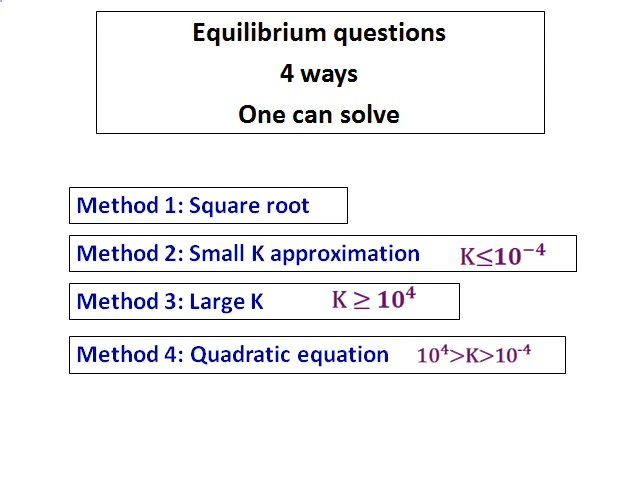 Equilibrium questions
4 ways
One can solve
Method 1: Square root
Method 2: Small K approximation K≤10⁻⁴
Method 3: Large K K ≥ 10⁴
Method 4: Quadratic equation 10⁴>K>10⁻⁴